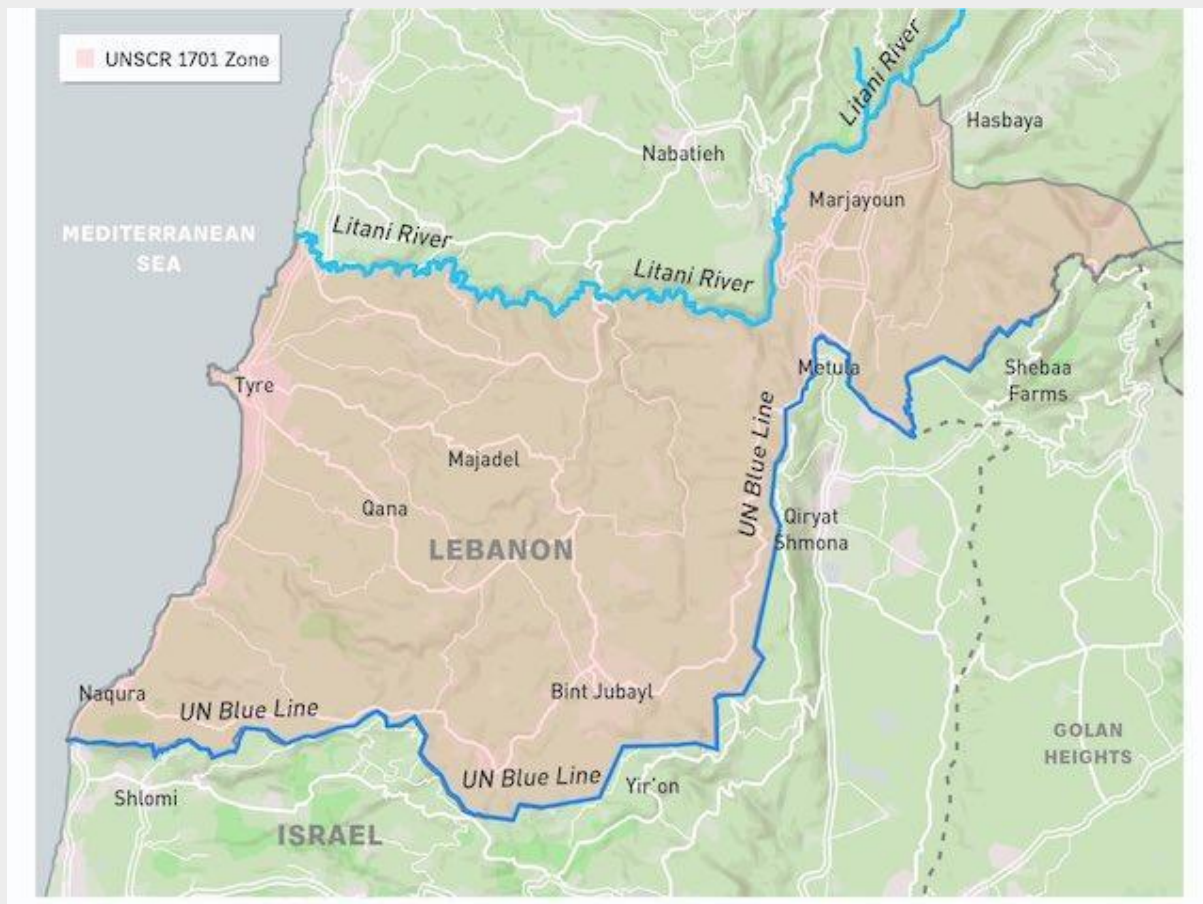 UNSCR 1701 Zone
Litani River
Hasbaya
Nabatieh
Marjayoun
MEDITERRANEAN
SEA
Litani River
Litani River
Metula
Shebaa
Farms
Tyre
UN Blue Line
Majadel
Qana
Qiryat
Shmona
LEBANON
Naqura
UN Blue Line
Bint Jubayl
GOLAN
HEIGHTS
UN Blue Line
Yir'on
Shlomi
ISRAEL